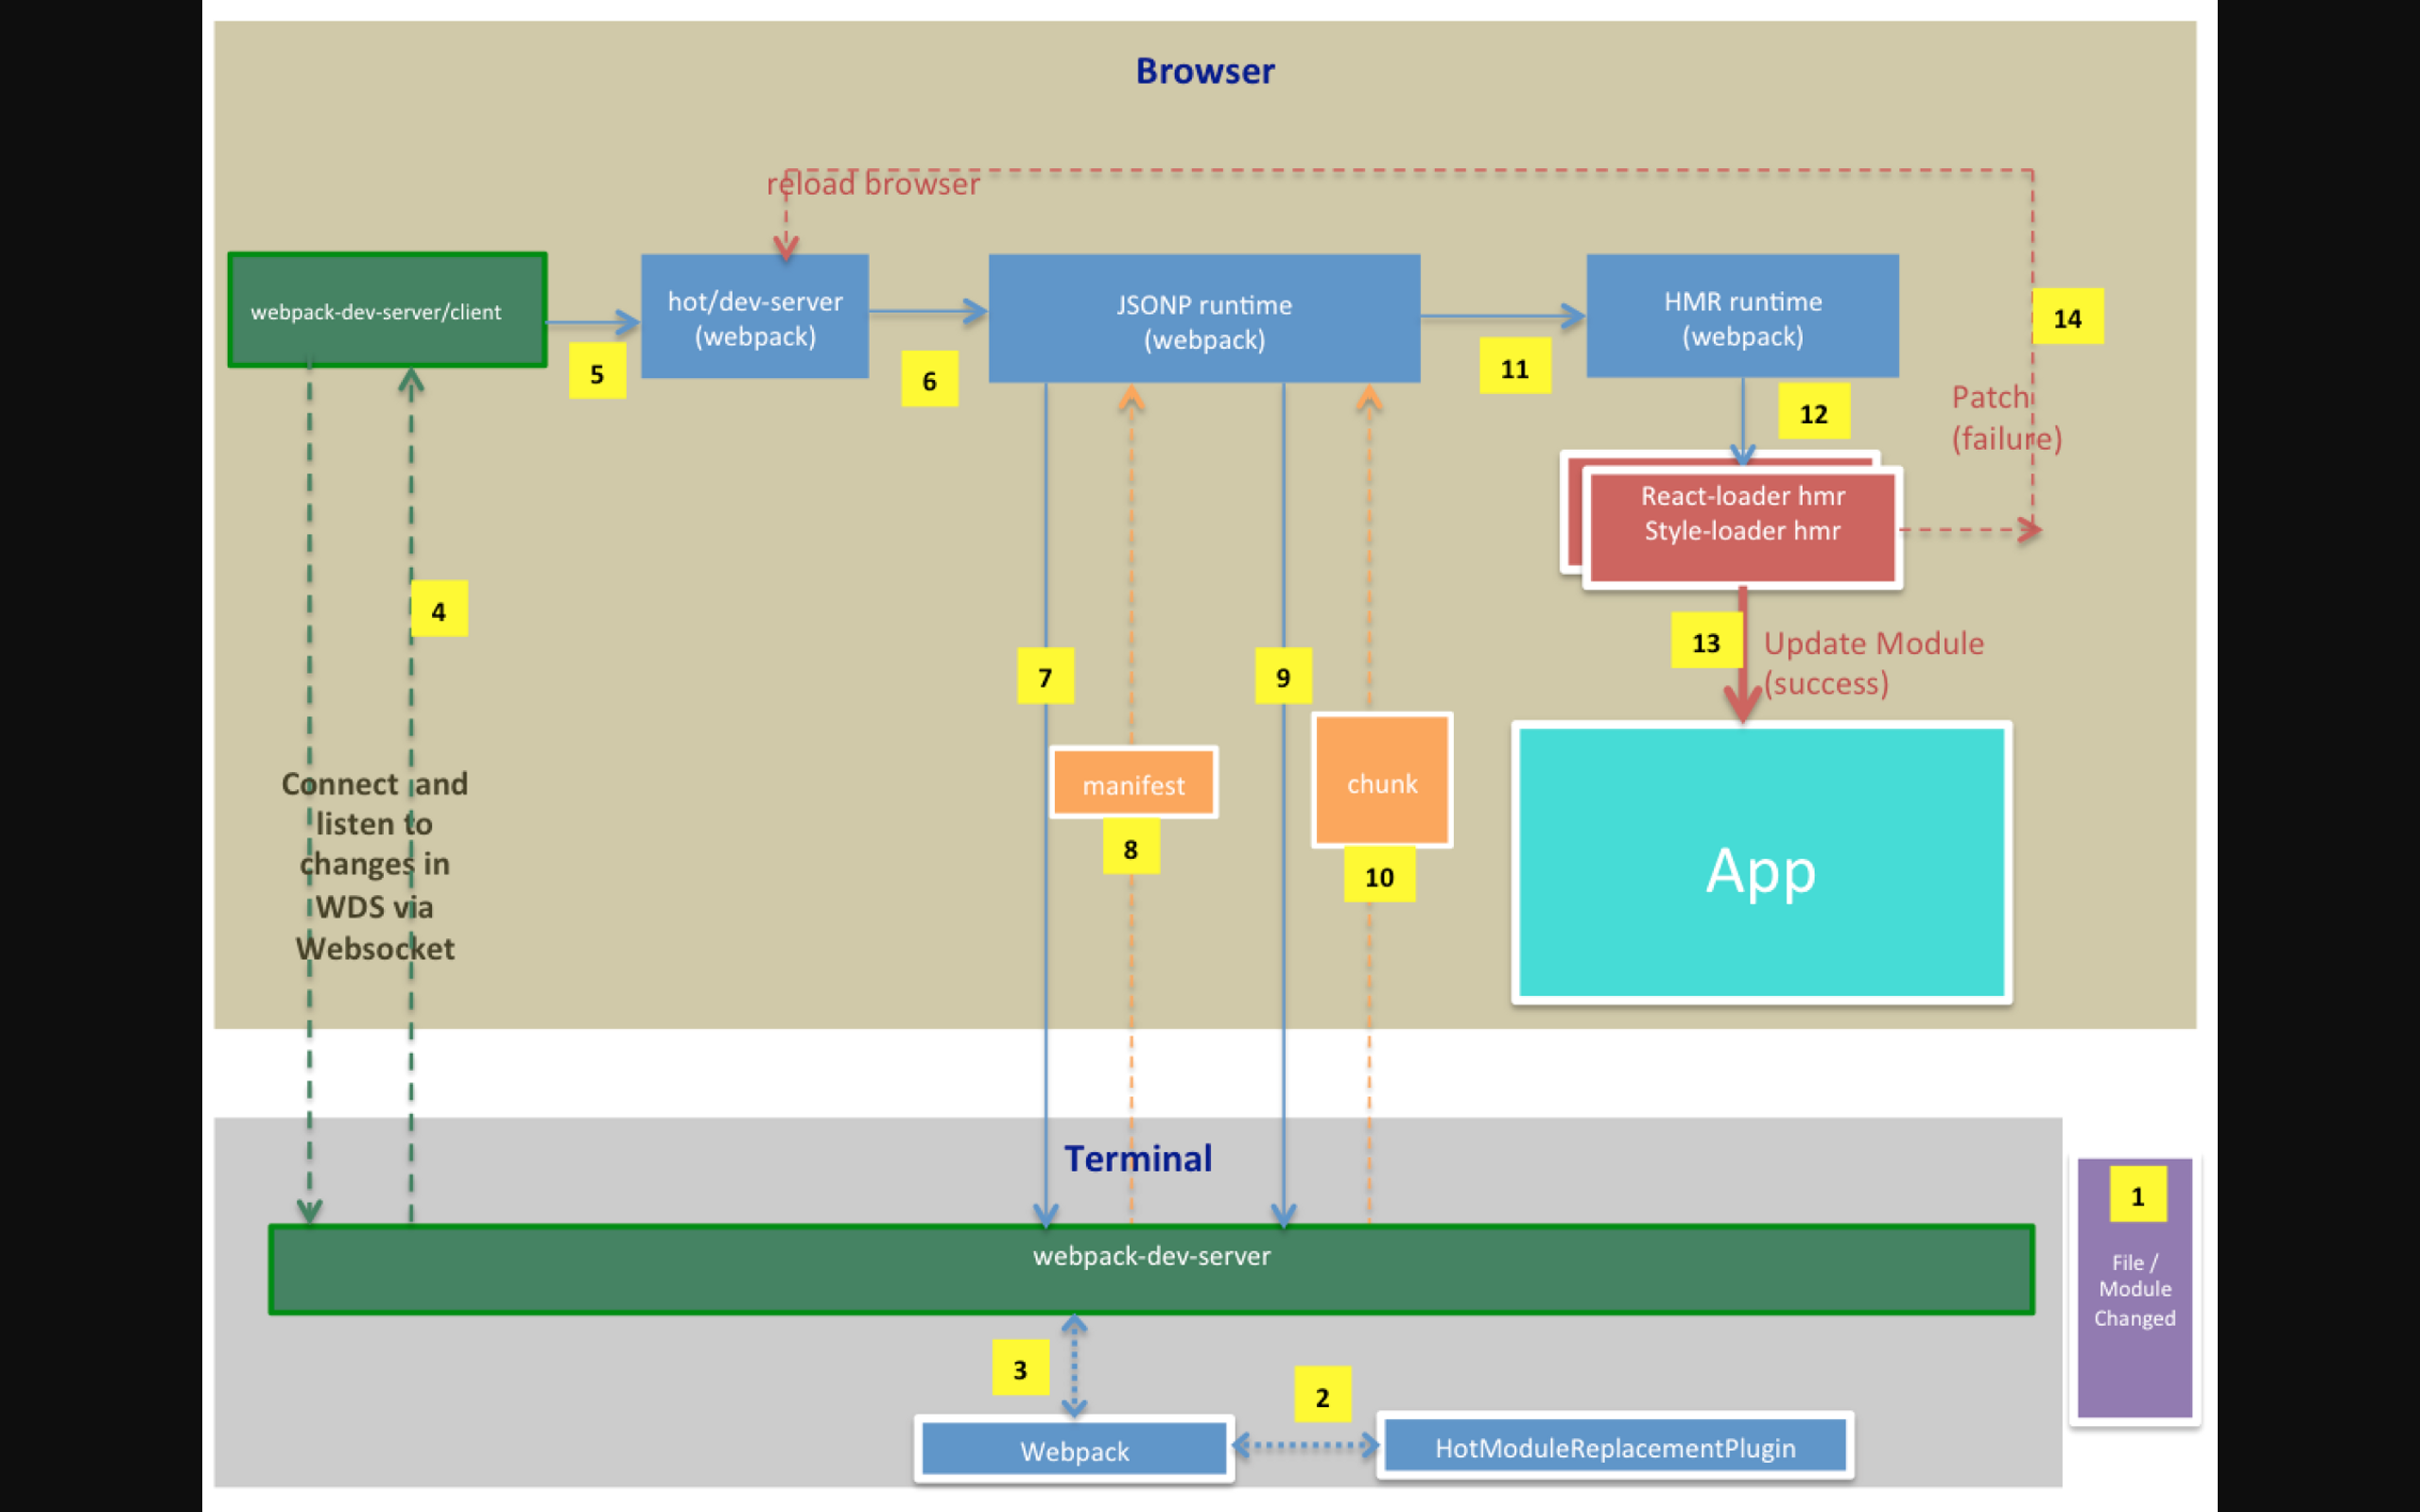 Browser
reload browser
webpack-dev-server/client
hot/dev-server
(webpack)
JSONP runtime
(webpack)
HMR runtime
(webpack)
14
5
6
11
12
Patch
(failure)
React-loader hmr
Style-loader hmr
4
13
Update Module
(success)
7
9
Connect and
listen to
changes in
WDS via
Websocket
manifest
8
chunk
10
App
Terminal
webpack-dev-server
1
File /
Module
Changed
3
2
Webpack
HotModuleReplacementPlugin